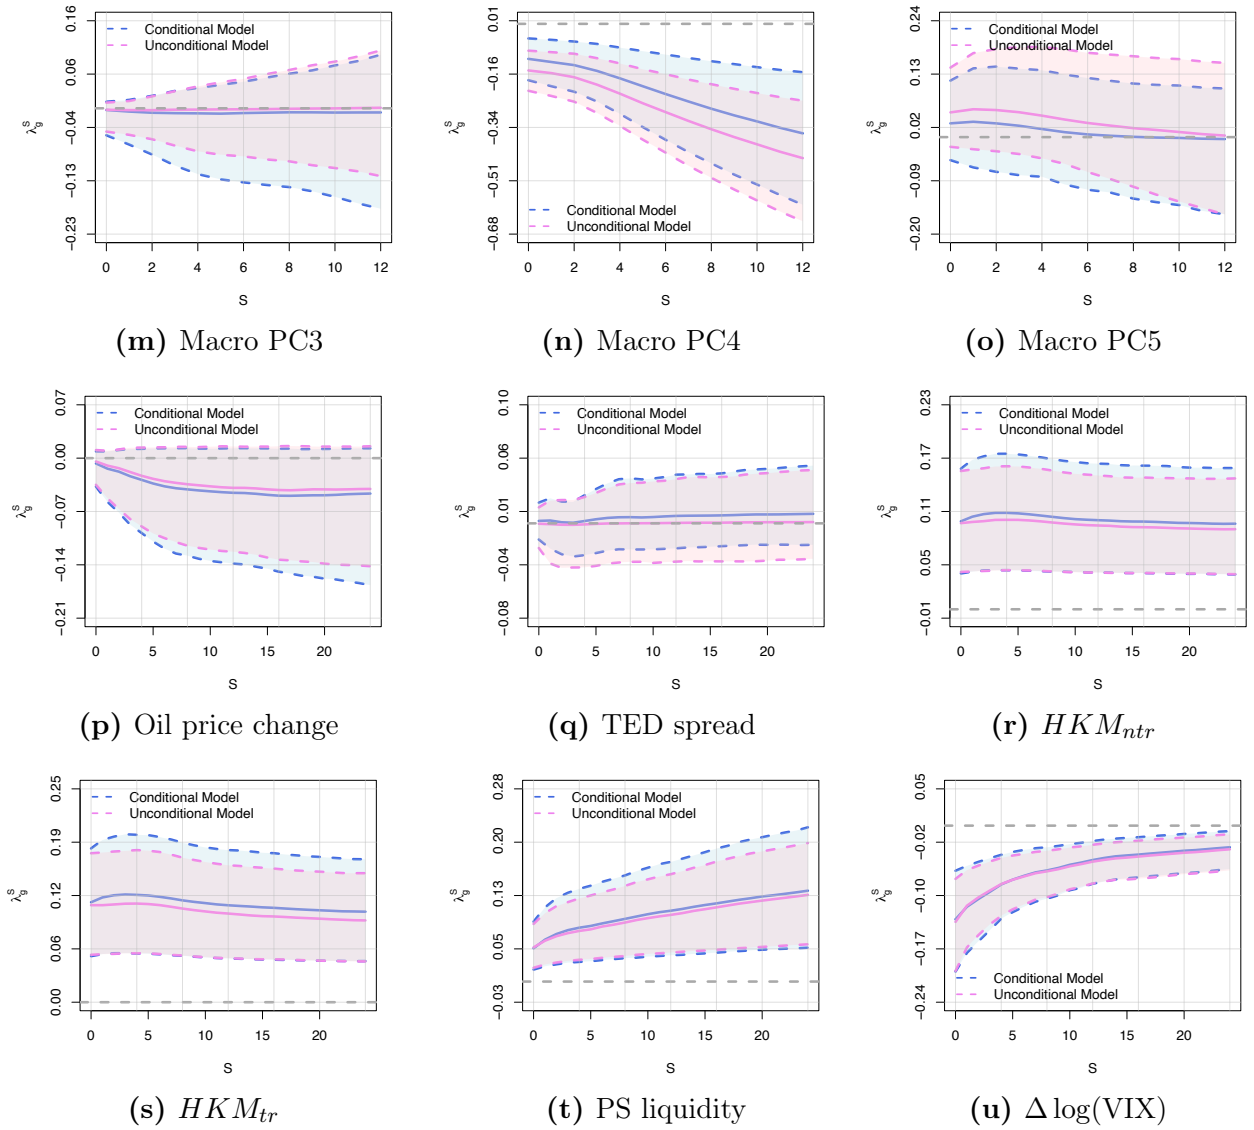 0.16
0.06
−0.04
−0.13
−0.23
λ_g^S
Conditional Model
Unconditional Model
0 2 4 6 8 10 12
S
(m) Macro PC3
0.01
−0.16
−0.34
−0.51
−0.68
λ_g^S
Conditional Model
Unconditional Model
0 2 4 6 8 10 12
S
(n) Macro PC4
0.24
0.13
0.02
−0.09
−0.20
λ_g^S
Conditional Model
Unconditional Model
0 2 4 6 8 10 12
S
(o) Macro PC5
0.07
0.00
−0.07
−0.14
−0.21
λ_g^S
Conditional Model
Unconditional Model
0 5 10 15 20
S
(p) Oil price change
0.10
0.06
0.01
−0.04
−0.08
λ_g^S
Conditional Model
Unconditional Model
0 5 10 15 20
S
(q) TED spread
0.23
0.17
0.11
0.05
−0.01
λ_g^S
Conditional Model
Unconditional Model
0 5 10 15 20
S
(r) HKM_ntr
0.25
0.19
0.12
0.06
0.00
λ_g^S
Conditional Model
Unconditional Model
0 5 10 15 20
S
(s) HKM_tr
0.28
0.20
0.13
0.05
−0.03
λ_g^S
Conditional Model
Unconditional Model
0 5 10 15 20
S
(t) PS liquidity
0.05
−0.02
−0.10
−0.17
−0.24
λ_g^S
Conditional Model
Unconditional Model
0 5 10 15 20
S
(u) Δ log(VIX)